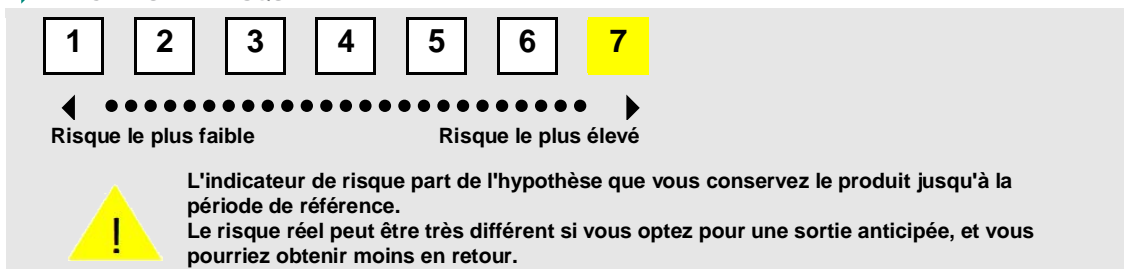 1 2 3 4 5 6 7
Risque le plus faible Risque le plus élevé
L'indicateur de risque part de l'hypothèse que vous conservez le produit jusqu'à la
période de référence.
! Le risque réel peut être très différent si vous optez pour une sortie anticipée, et vous
pourriez obtenir moins en retour.